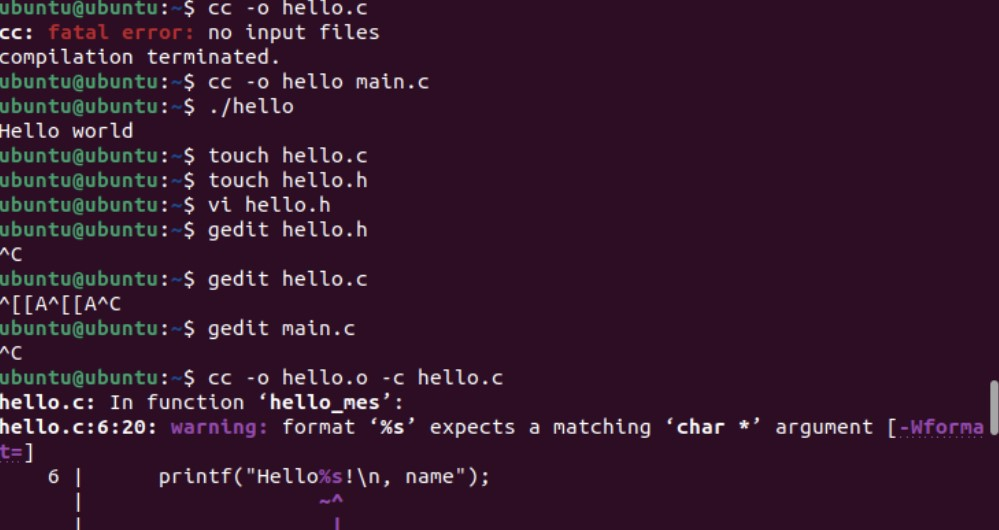 ubuntu@ubuntu:~$ cc -o hello.c
cc: fatal error: no input files
compilation terminated.
ubuntu@ubuntu:~$ cc -o hello main.c
ubuntu@ubuntu:~$ ./hello
Hello world
ubuntu@ubuntu:~$ touch hello.c
ubuntu@ubuntu:~$ touch hello.h
ubuntu@ubuntu:~$ vi hello.h
ubuntu@ubuntu:~$ gedit hello.h
^C
ubuntu@ubuntu:~$ gedit hello.c
^[[A^[[A^C
ubuntu@ubuntu:~$ gedit main.c
^C
ubuntu@ubuntu:~$ cc -o hello.o -c hello.c
hello.c: In function ‘hello_mes’:
hello.c:6:20: warning: format ‘%s’ expects a matching ‘char *’ argument [-Wforma
t=]
    6 |      printf("Hello%s!\n, name");
      |                   ~^
      |                    |